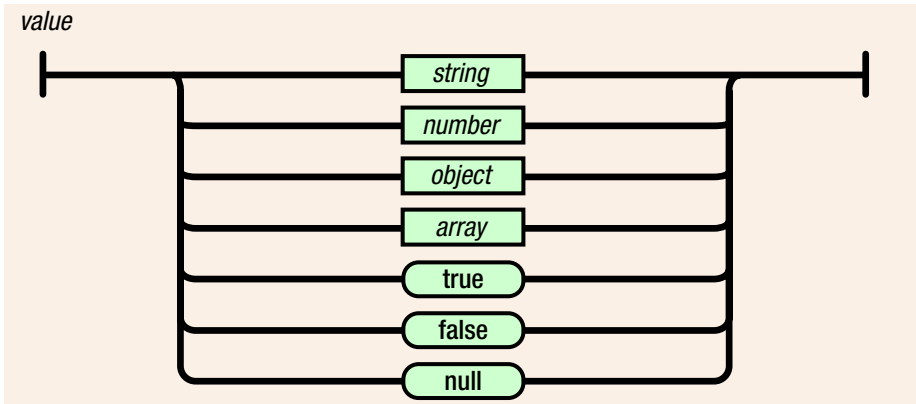 value
string
number
object
array
true
false
null